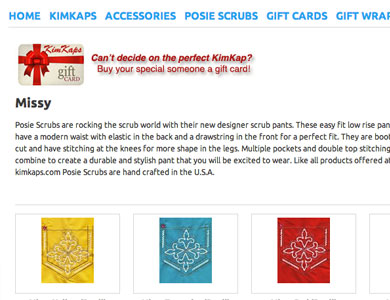 HOME KIMKAPS ACCESSORIES POSIE SCRUBS GIFT CARDS GIFT WRAP
KimKaps
gift
CARD
Can't decide on the perfect KimKap?
Buy your special someone a gift card!
Missy
Posie Scrubs are rocking the scrub world with their new designer scrub pants. These easy fit low rise pan
have a modern waist with elastic in the back and a drawstring in the front for a perfect fit. They are boot
cut and have stitching at the knees for more shape in the legs. Multiple pockets and double top stitching
combine to create a durable and stylish pant that you will be excited to wear. Like all products offered at
kimkaps.com Posie Scrubs are hand crafted in the U.S.A.